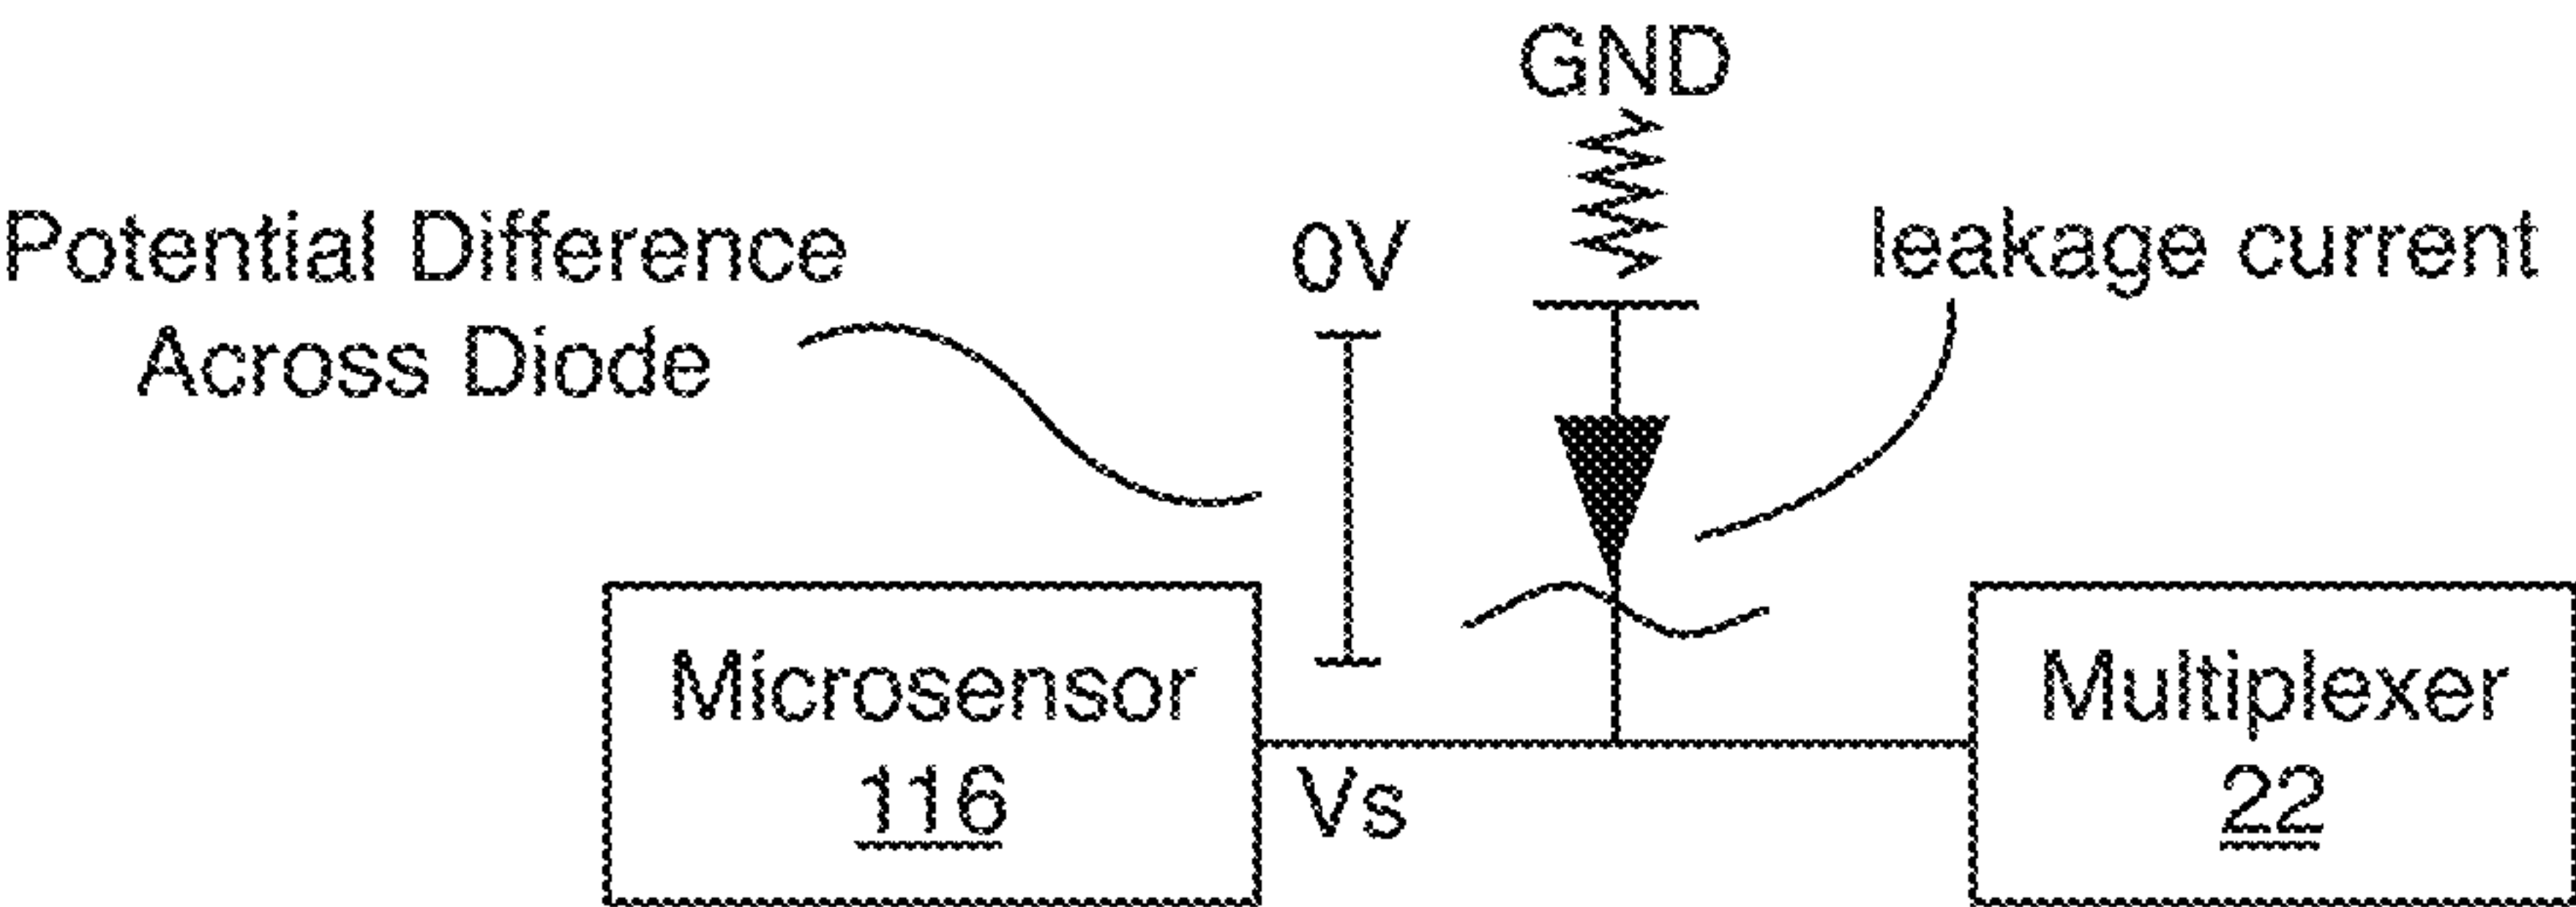 GND
Potential Difference
Across Diode
0V
leakage current
Microsensor
116
Vs
Multiplexer
22